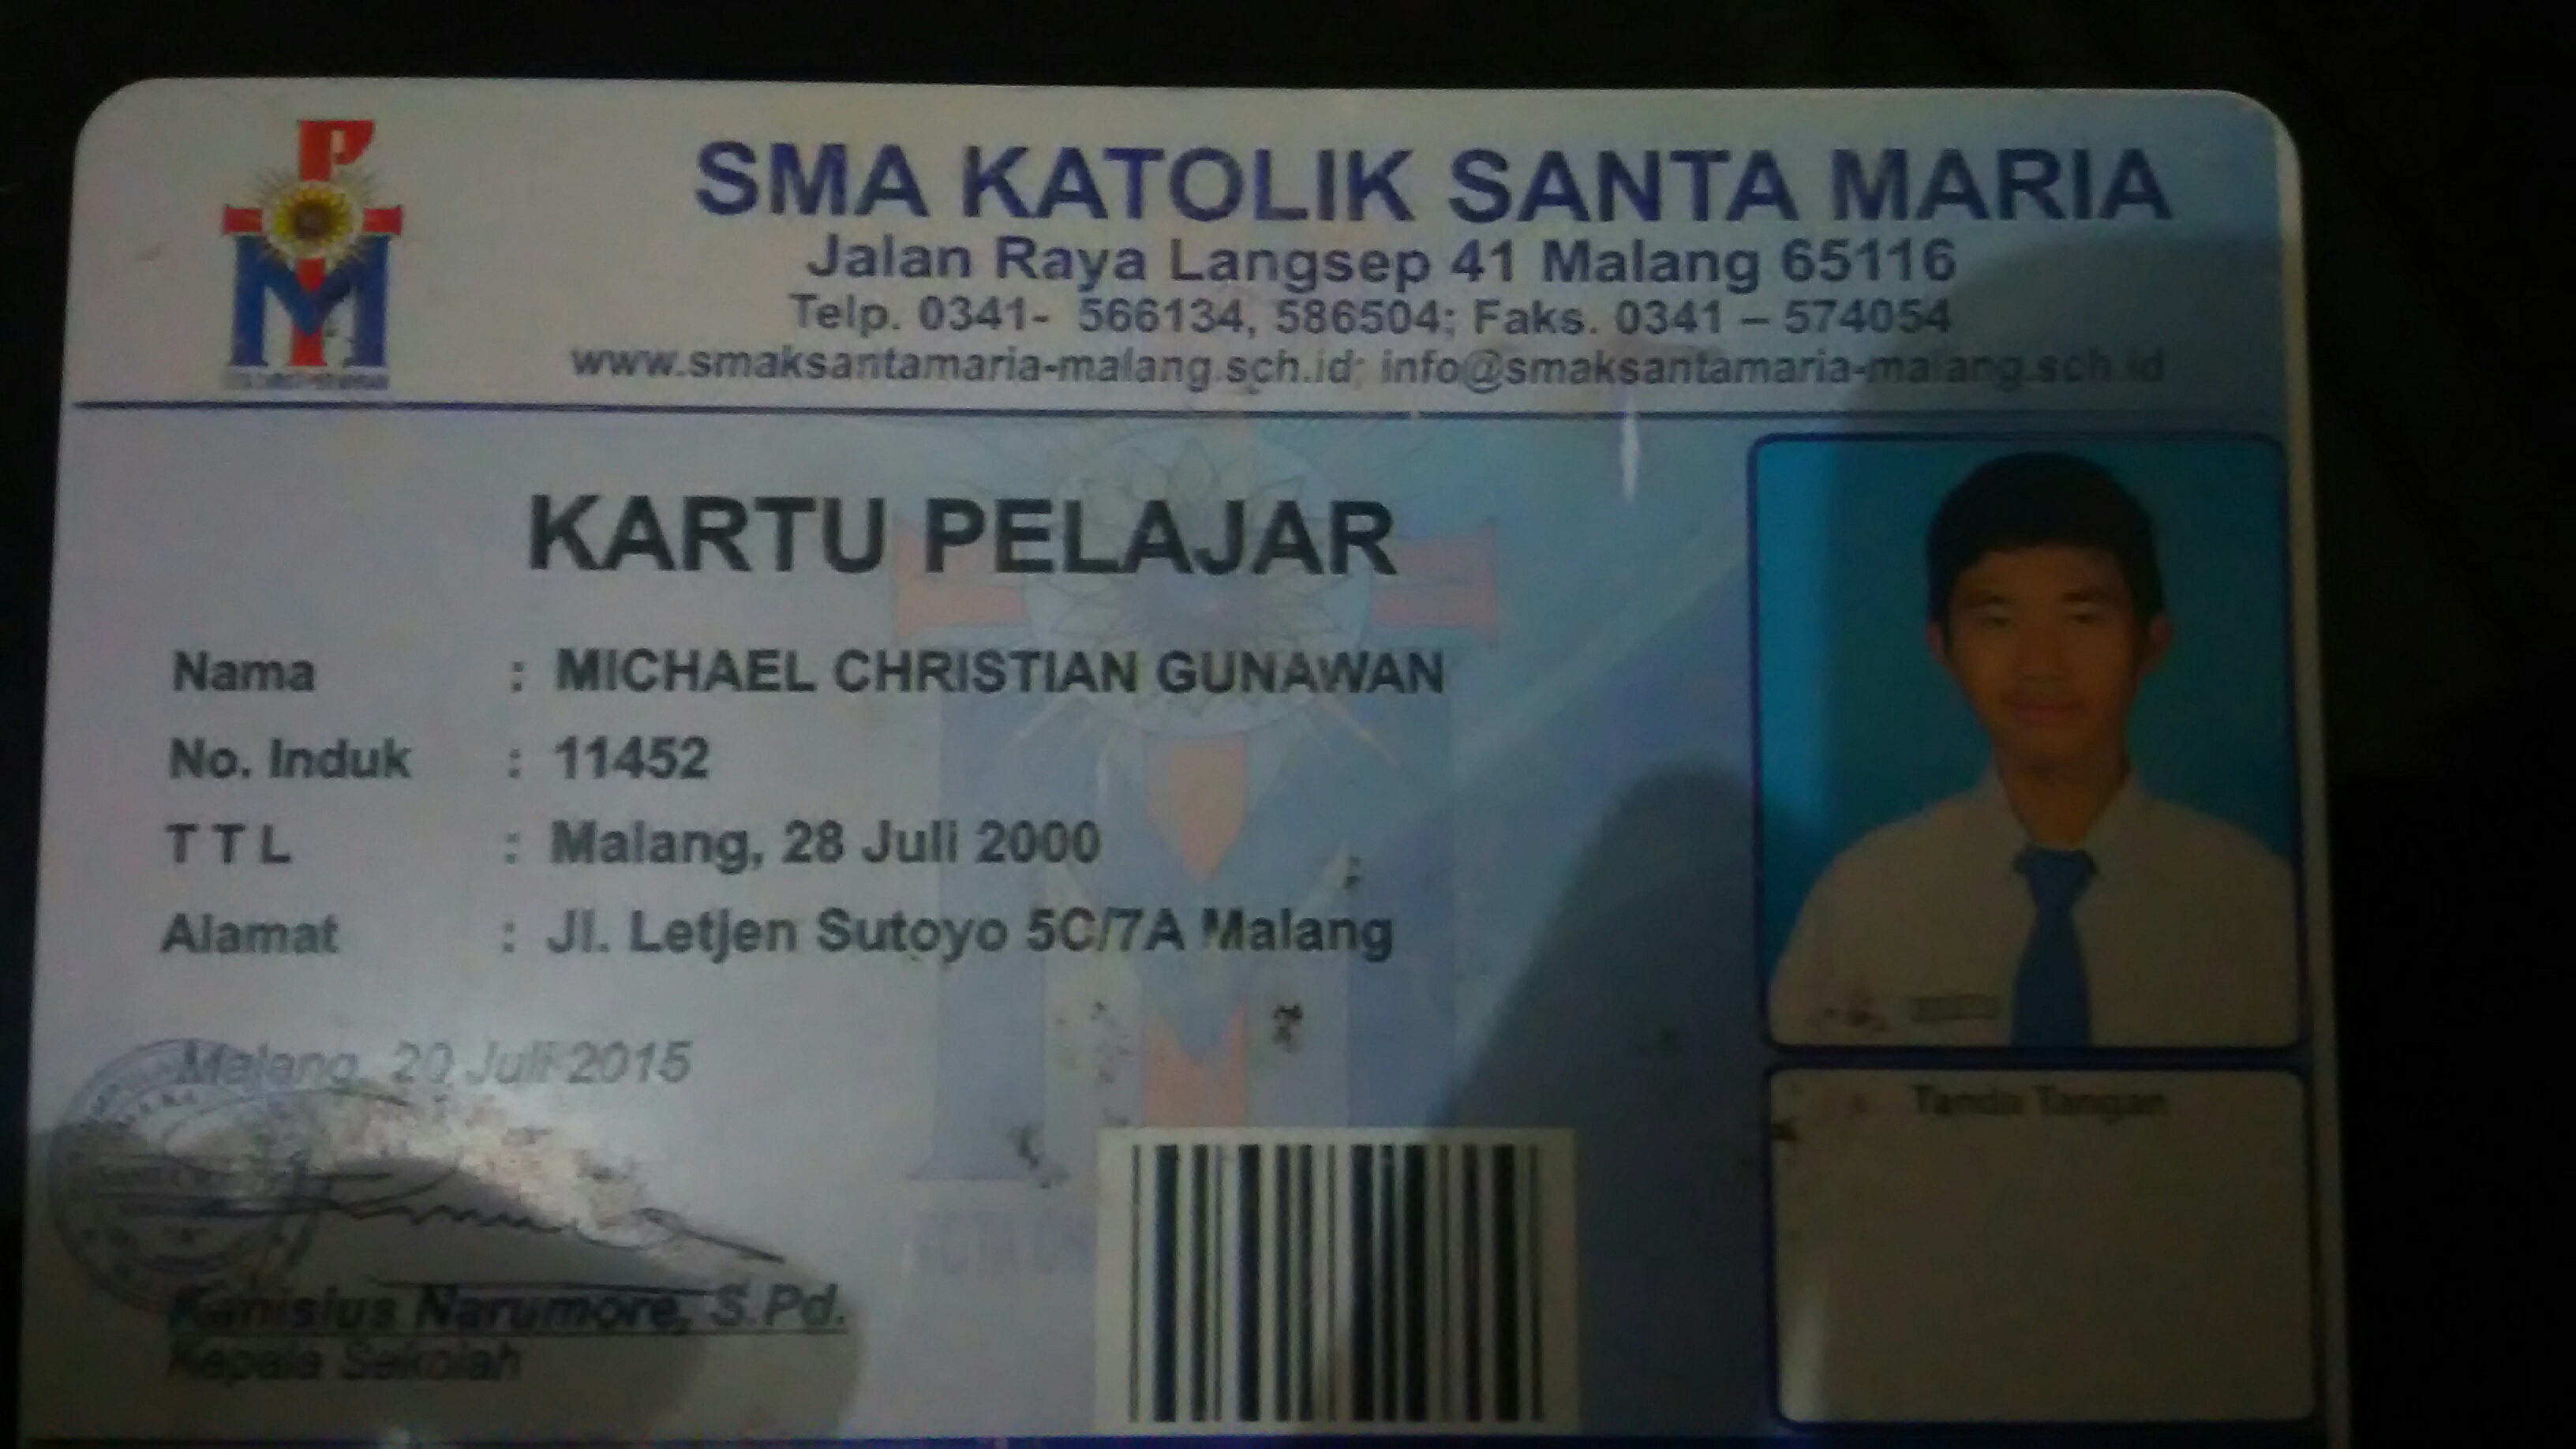 SMA KATOLIK SANTA MARIA
Jalan Raya Langsep 41 Malang 65116
Telp. 0341- 566134, 586504; Faks. 0341 – 574054
www.smaksantamaria-malang.sch.id; info@smaksantamaria-malang.sch.id
KARTU PELAJAR
Nama : MICHAEL CHRISTIAN GUNAWAN
No. Induk : 11452
T T L : Malang, 28 Juli 2000
Alamat : Jl. Letjen Sutoyo 5C/7A Malang
Malang, 20 Juli 2015
Kanisius Narumore, S.Pd.
Kepala Sekolah
Tanda Tangan